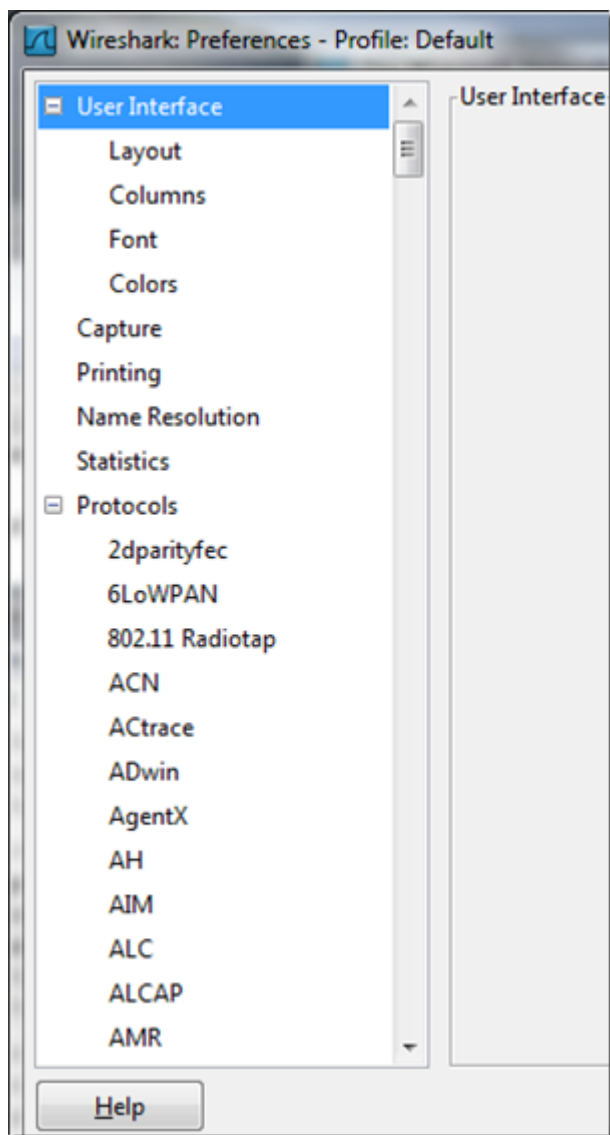 Wireshark: Preferences - Profile: Default
User Interface
Layout
Columns
Font
Colors
Capture
Printing
Name Resolution
Statistics
Protocols
2dparityfec
6LoWPAN
802.11 Radiotap
ACN
ACtrace
ADwin
AgentX
AH
AIM
ALC
ALCAP
AMR
User Interface
Help